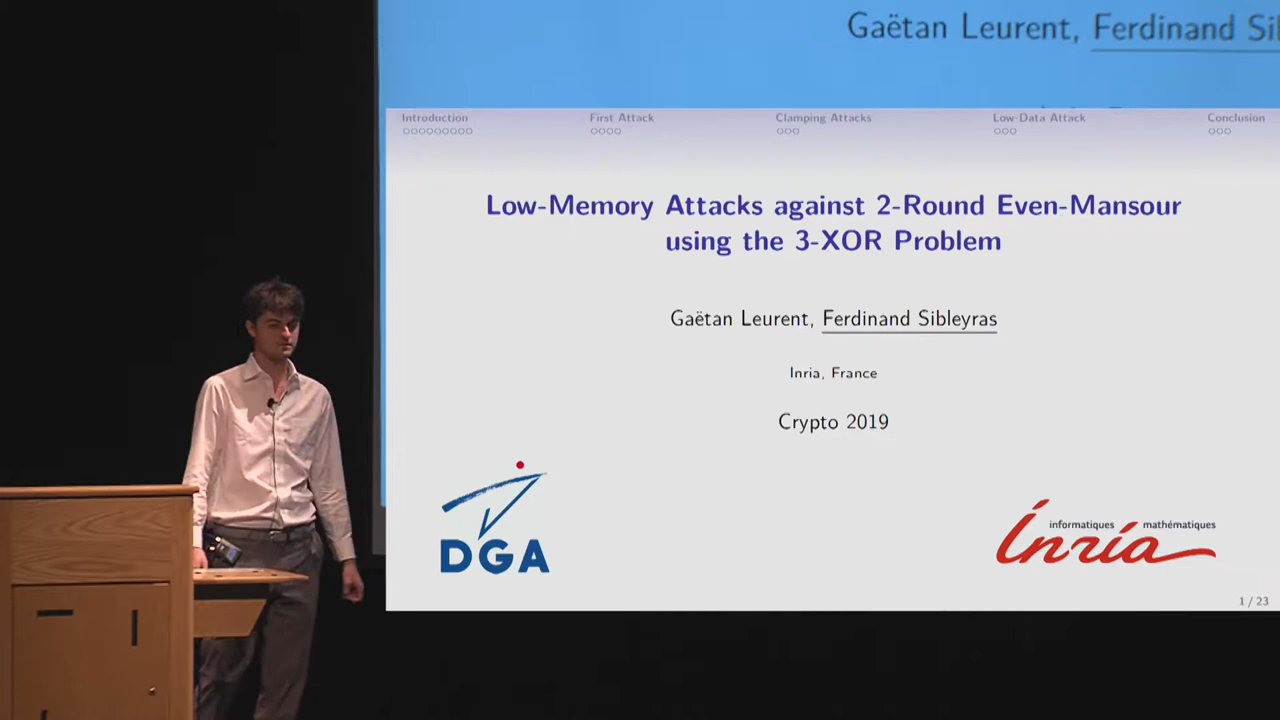 Gaëtan Leurent, Ferdinand
Introduction
First Attack
Clamping Attacks
Low-Data Attack
Conclusion
Low-Memory Attacks against 2-Round Even-Mansour
using the 3-XOR Problem
Gaëtan Leurent, Ferdinand Sibleyras
Inria, France
Crypto 2019
DGA
informatiques mathématiques
Inria
1 / 23